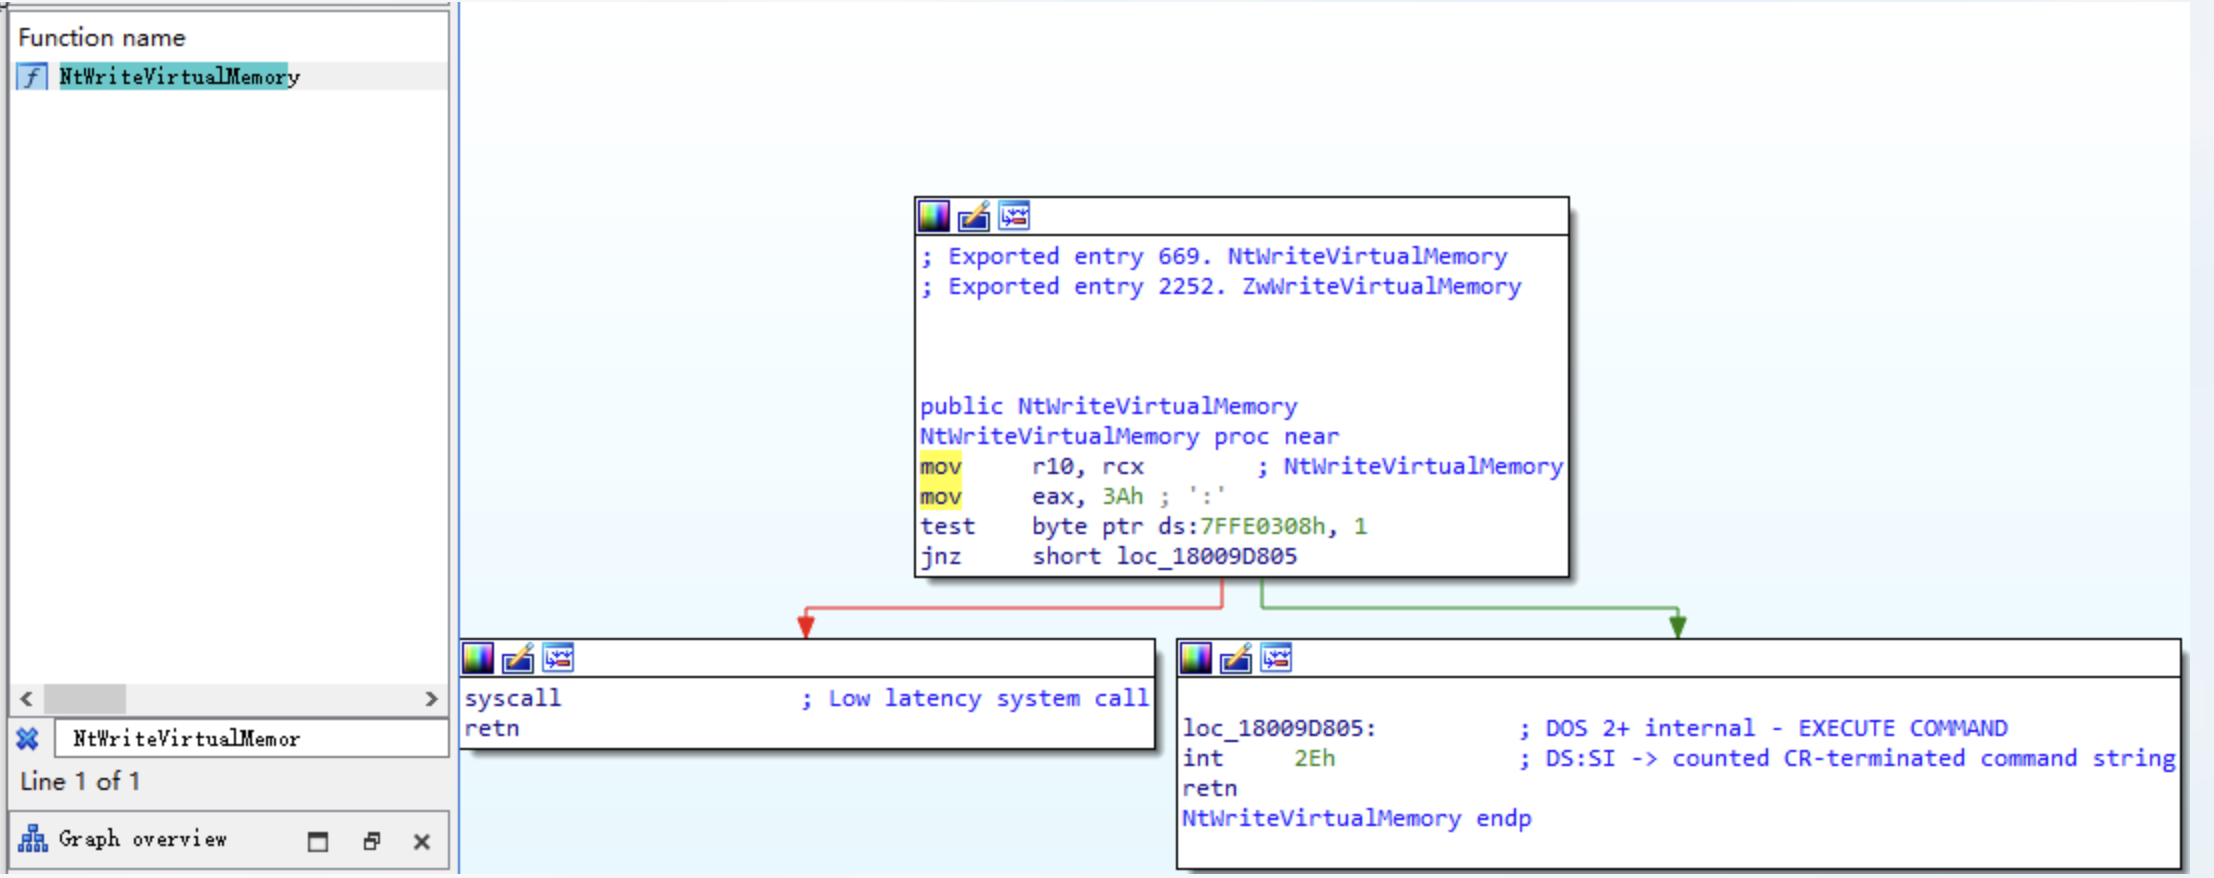 Function name
f NtWriteVirtualMemory
NtWriteVirtualMemor
Line 1 of 1
Graph overview
; Exported entry 669. NtWriteVirtualMemory
; Exported entry 2252. ZwWriteVirtualMemory
public NtWriteVirtualMemory
NtWriteVirtualMemory proc near
mov r10, rcx ; NtWriteVirtualMemory
mov eax, 3Ah ; ':'
test byte ptr ds:7FFE0308h, 1
jnz short loc_18009D805
syscall ; Low latency system call
retn
loc_18009D805: ; DOS 2+ internal - EXECUTE COMMAND
int 2Eh ; DS:SI -> counted CR-terminated command string
retn
NtWriteVirtualMemory endp